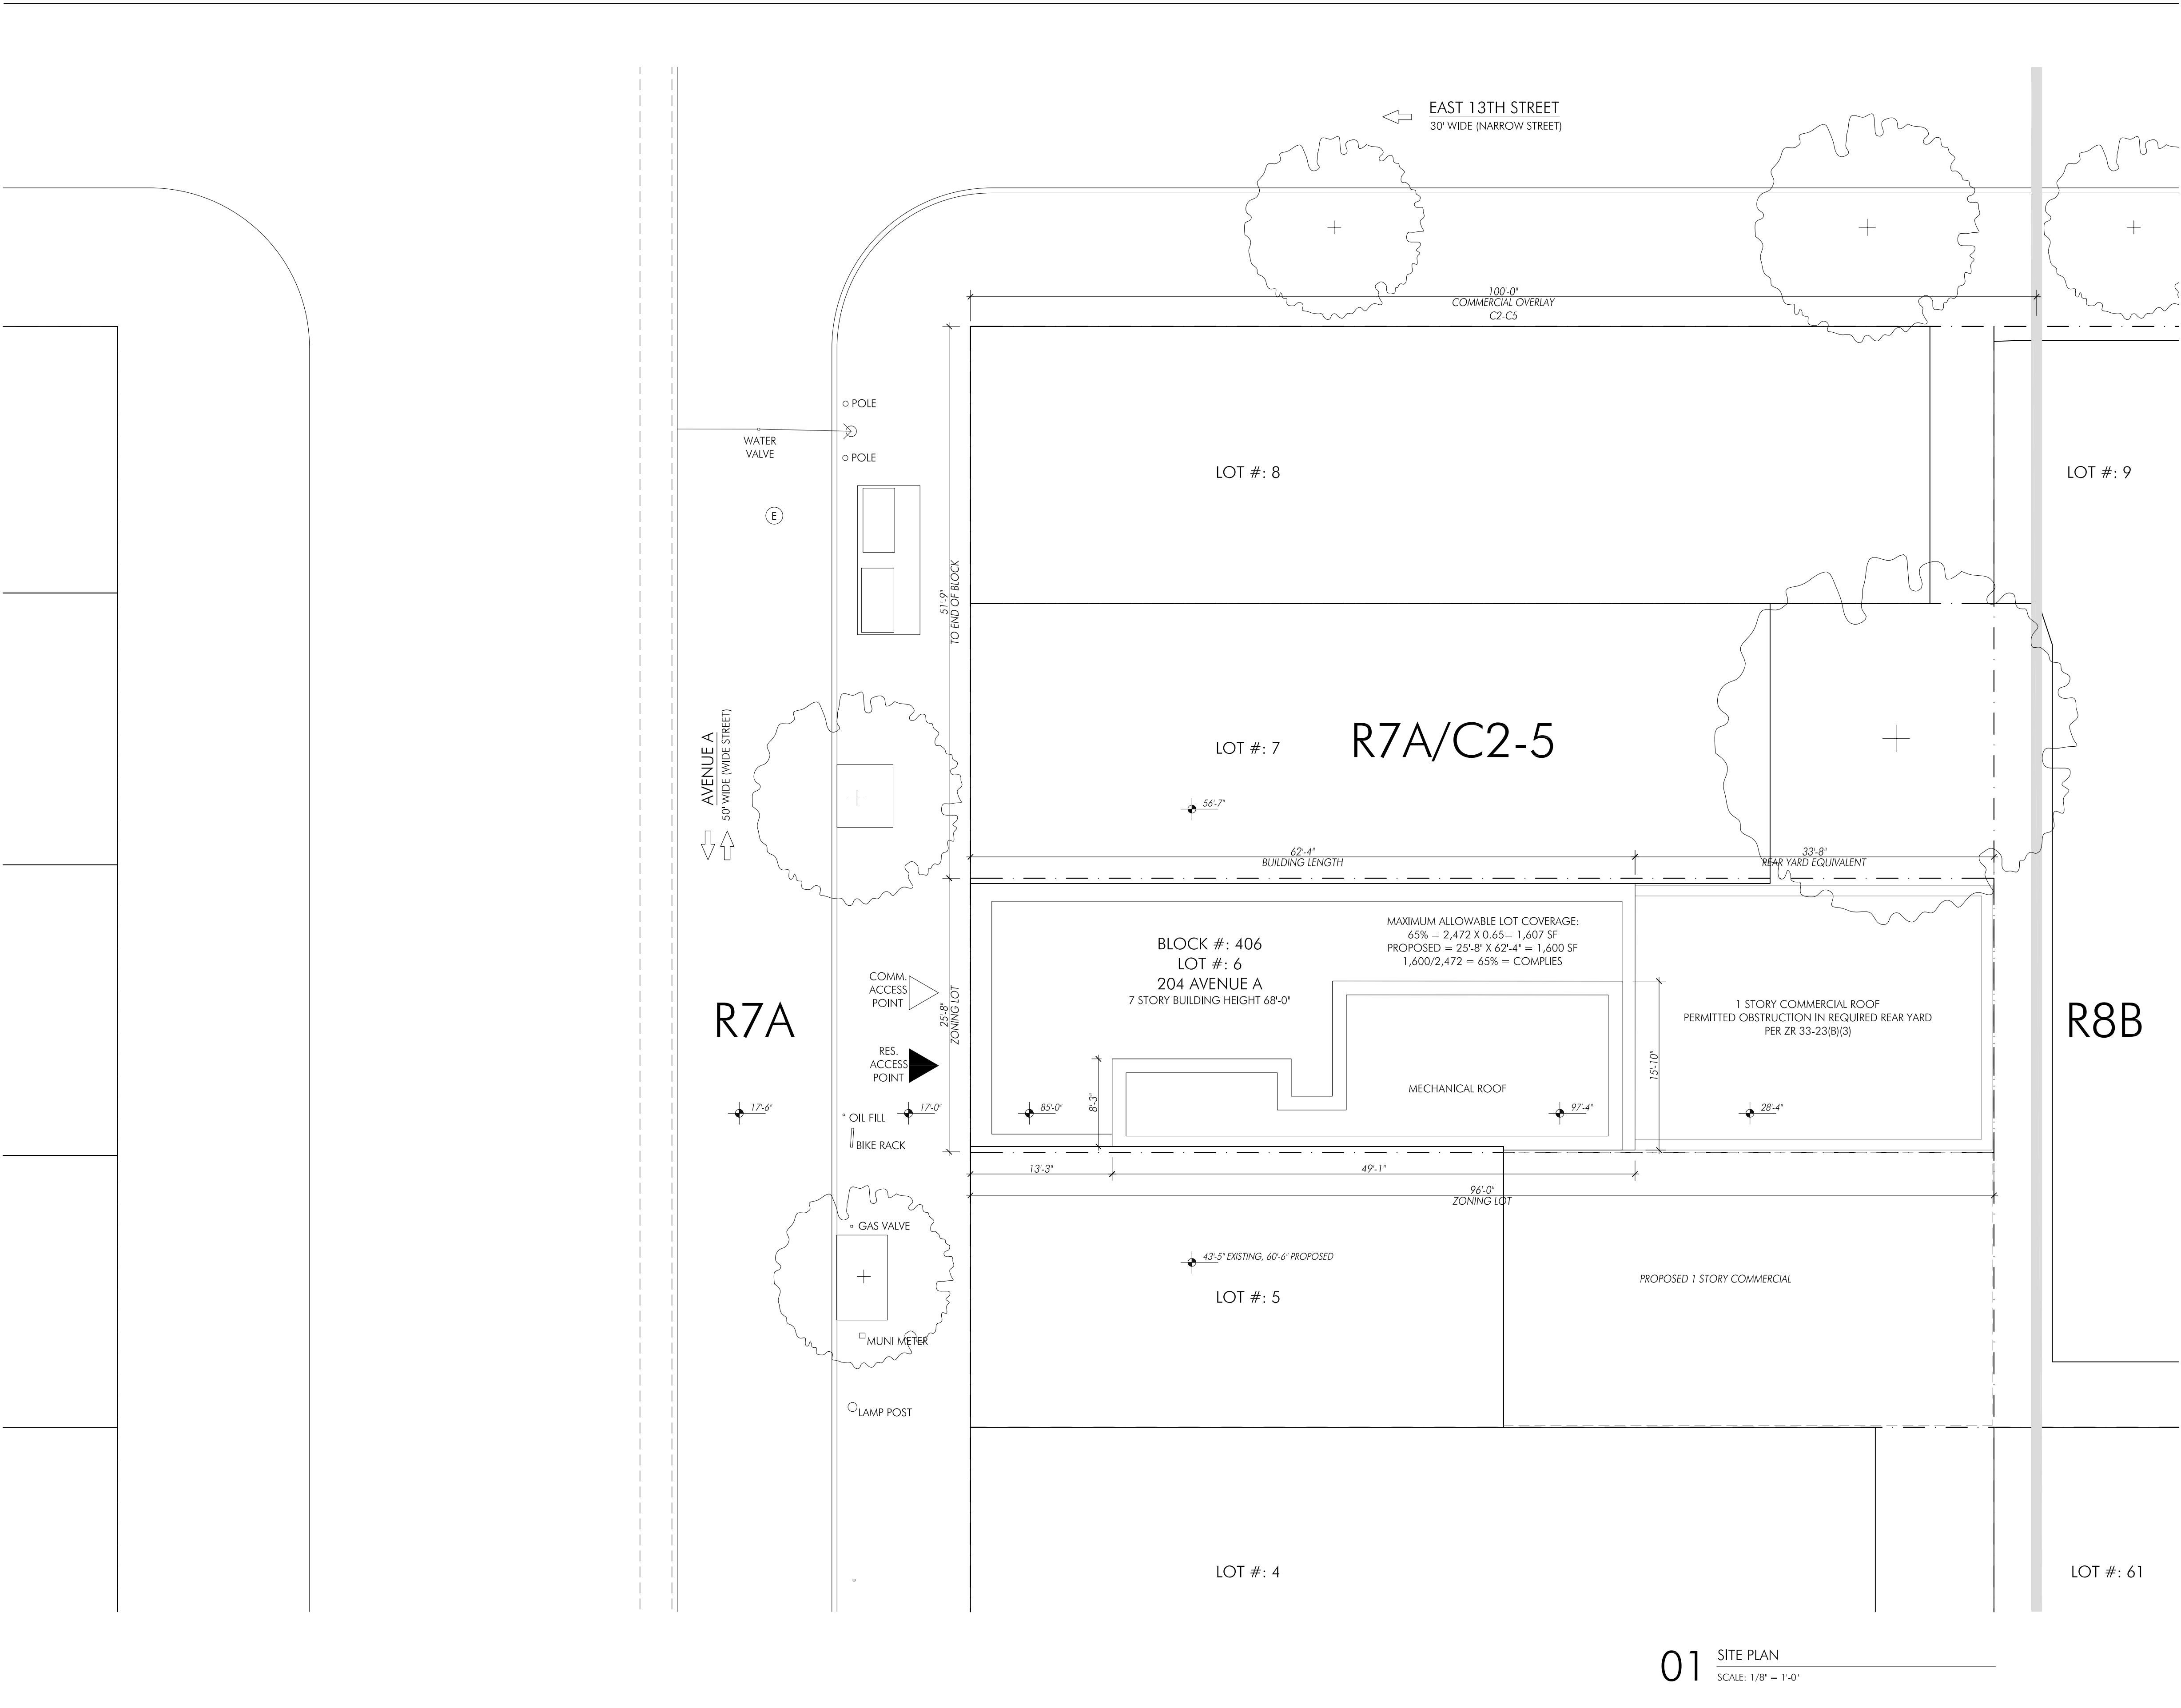 EAST 13TH STREET
30' WIDE (NARROW STREET)
100'-0"
COMMERCIAL OVERLAY
C2-C5
POLE
WATER
VALVE
POLE
E
LOT #: 8
LOT #: 9
51'-9"
TO END OF BLOCK
AVENUE A
50' WIDE (WIDE STREET)
LOT #: 7
R7A/C2-5
56'-7"
62'-4"
BUILDING LENGTH
33'-8"
REAR YARD EQUIVALENT
MAXIMUM ALLOWABLE LOT COVERAGE:
65% = 2,472 X 0.65= 1,607 SF
PROPOSED = 25'-8" X 62'-4" = 1,600 SF
1,600/2,472 = 65% = COMPLIES
BLOCK #: 406
LOT #: 6
204 AVENUE A
7 STORY BUILDING HEIGHT 68'-0"
COMM.
ACCESS
POINT
25'-8"
ZONING LOT
R7A
1 STORY COMMERCIAL ROOF
PERMITTED OBSTRUCTION IN REQUIRED REAR YARD
PER ZR 33-23(B)(3)
R8B
RES.
ACCESS
POINT
15'-10"
8'-3"
MECHANICAL ROOF
17'-6"
17'-0"
85'-0"
97'-4"
28'-4"
OIL FILL
BIKE RACK
13'-3"
49'-1"
96'-0"
ZONING LOT
GAS VALVE
43'-5" EXISTING, 60'-6" PROPOSED
PROPOSED 1 STORY COMMERCIAL
LOT #: 5
MUNI METER
LAMP POST
LOT #: 4
LOT #: 61
01
SITE PLAN
SCALE: 1/8" = 1'-0"